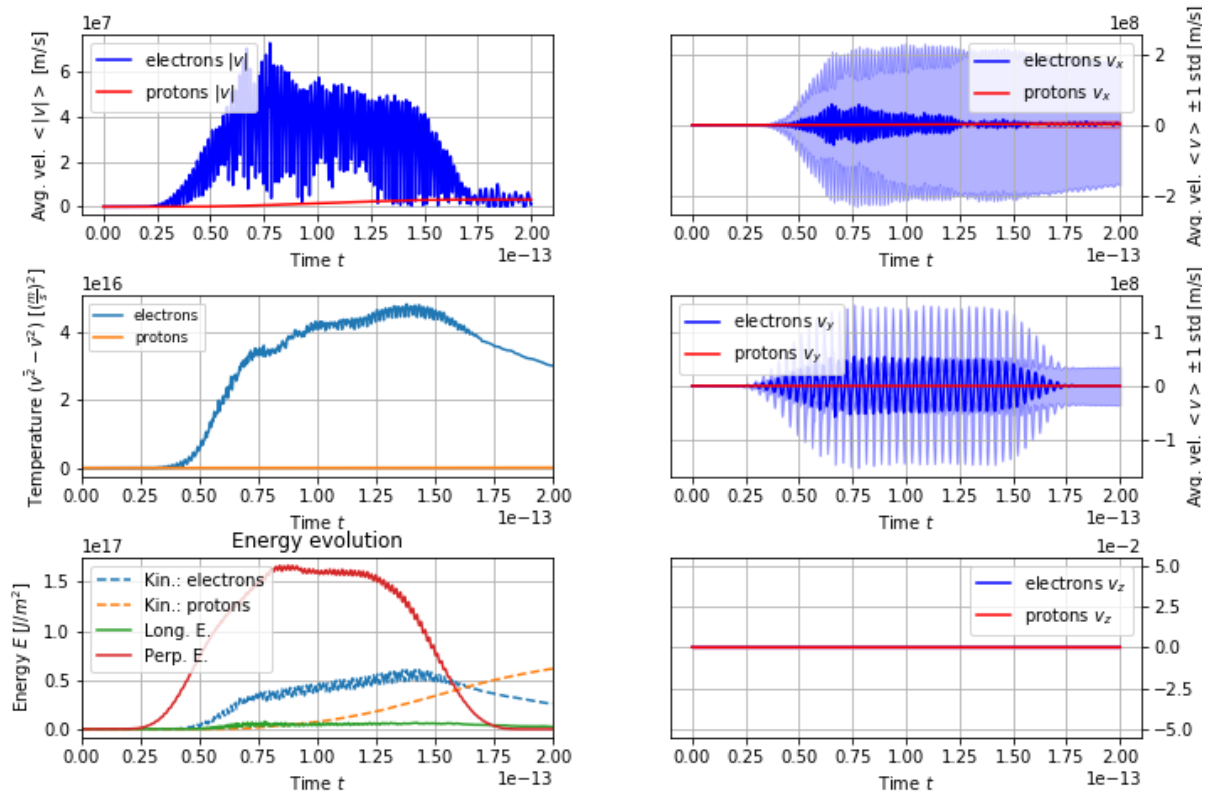 1e7
Avg. vel. < |v| > [m/s]
6
4
2
0
electrons |v|
protons |v|
0.00 0.25 0.50 0.75 1.00 1.25 1.50 1.75 2.00
Time t
1e−13
1e8
Avg. vel. < v > ±1 std [m/s]
2
0
−2
electrons v_x
protons v_x
0.00 0.25 0.50 0.75 1.00 1.25 1.50 1.75 2.00
Time t
1e−13
1e16
Temperature (v̄² − v̄²) [(m/s)²]
4
2
0
electrons
protons
0.00 0.25 0.50 0.75 1.00 1.25 1.50 1.75 2.00
Time t
1e−13
1e8
Avg. vel. < v > ±1 std [m/s]
1
0
−1
electrons v_y
protons v_y
0.00 0.25 0.50 0.75 1.00 1.25 1.50 1.75 2.00
Time t
1e−13
Energy evolution
1e17
Energy E [J/m²]
1.5
1.0
0.5
0.0
Kin.: electrons
Kin.: protons
Long. E.
Perp. E.
0.00 0.25 0.50 0.75 1.00 1.25 1.50 1.75 2.00
Time t
1e−13
1e−2
5.0
2.5
0.0
−2.5
−5.0
electrons v_z
protons v_z
0.00 0.25 0.50 0.75 1.00 1.25 1.50 1.75 2.00
Time t
1e−13